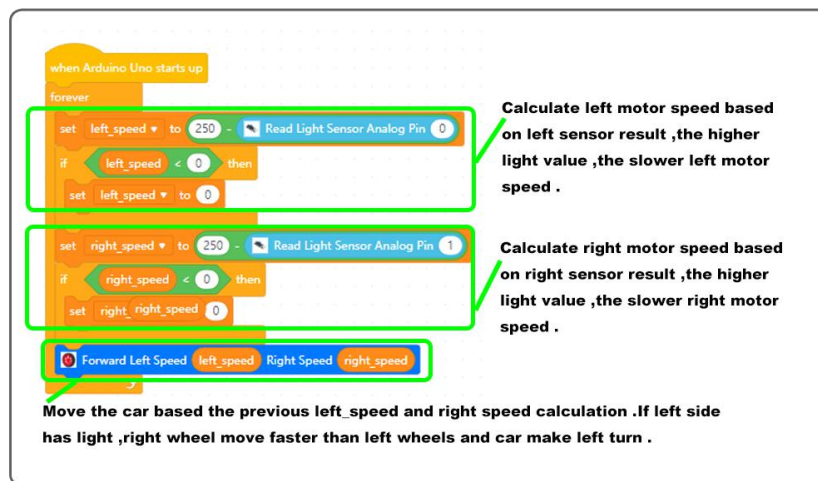 when Arduino Uno starts up
forever
set left_speed ▾ to 250 - Read Light Sensor Analog Pin 0
if left_speed < 0 then
set left_speed ▾ to 0
set right_speed ▾ to 250 - Read Light Sensor Analog Pin 1
if right_speed < 0 then
set right_ right_speed 0
Forward Left Speed left_speed Right Speed right_speed
Calculate left motor speed based
on left sensor result ,the higher
light value ,the slower left motor
speed .
Calculate right motor speed based
on right sensor result ,the higher
light value ,the slower right motor
speed .
Move the car based the previous left_speed and right speed calculation .If left side
has light ,right wheel move faster than left wheels and car make left turn .